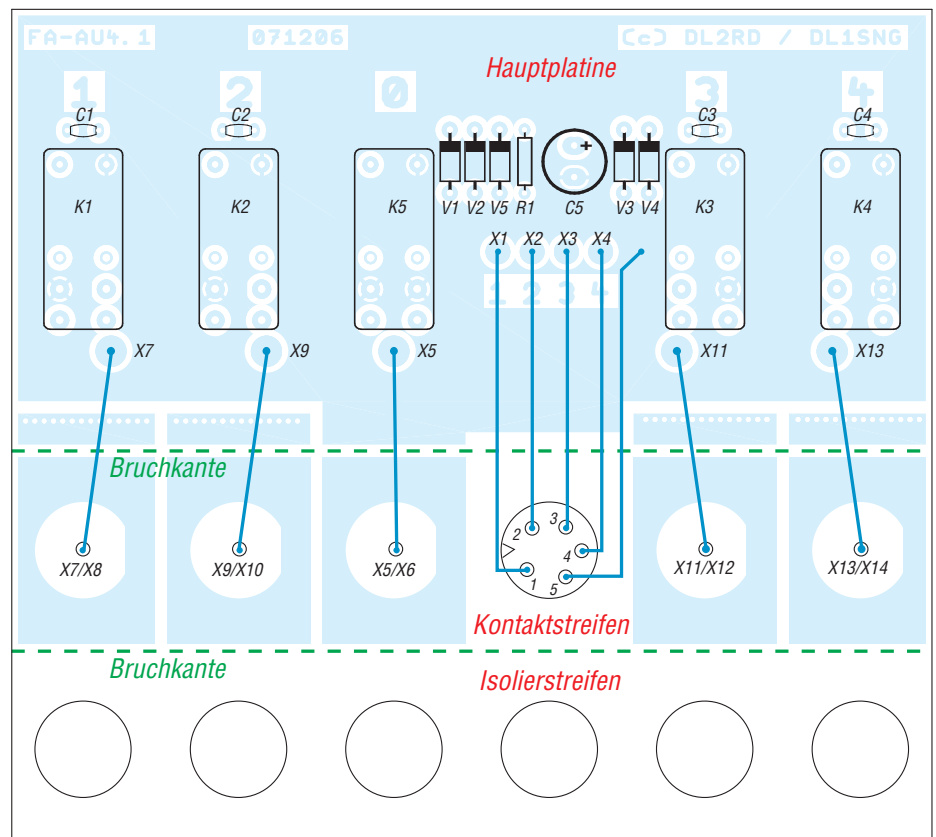 FA-AU4.1 071206 (c) DL2RD / DL1SNG
Hauptplatine
1 2 0 3 4
C1 C2 C3 C4
K1 K2 K5 V1 V2 V5 R1 + C5 V3 V4 K3 K4
X1 X2 X3 X4
1 2 3 4
X7 X9 X5 X11 X13
Bruchkante
2 3
4
X7/X8 X9/X10 X5/X6 X11/X12 X13/X14
1 5
Kontaktstreifen
Bruchkante
Isolierstreifen